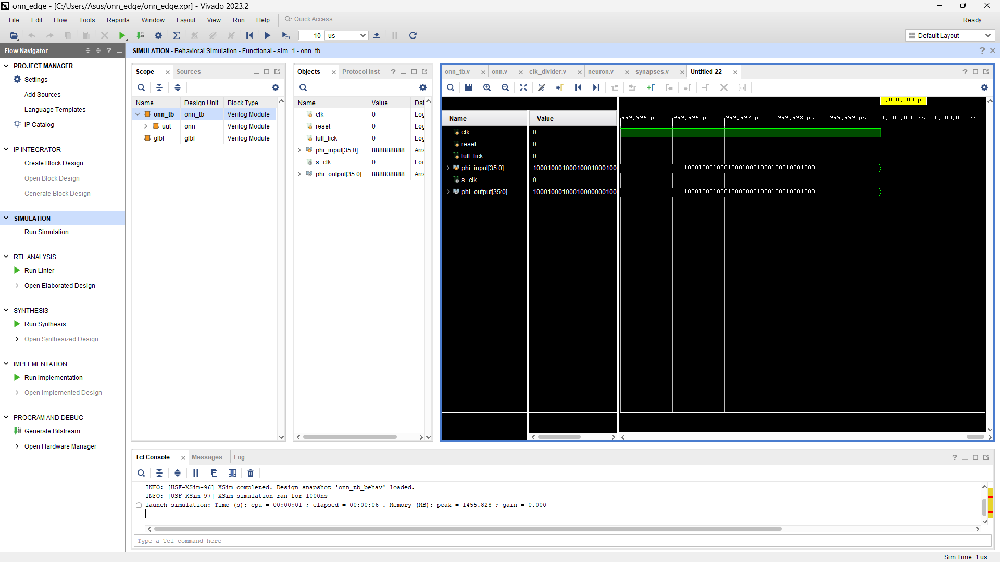 onn_edge - [C:/Users/Asus/onn_edge/onn_edge.xpr] - Vivado 2023.2
File Edit Flow Tools Reports Window Layout View Run Help Quick Access Ready
10 us Default Layout
Flow Navigator
SIMULATION - Behavioral Simulation - Functional - sim_1 - onn_tb
PROJECT MANAGER
Settings
Add Sources
Language Templates
IP Catalog
IP INTEGRATOR
Create Block Design
Open Block Design
Generate Block Design
SIMULATION
Run Simulation
RTL ANALYSIS
Run Linter
Open Elaborated Design
SYNTHESIS
Run Synthesis
Open Synthesized Design
IMPLEMENTATION
Run Implementation
Open Implemented Design
PROGRAM AND DEBUG
Generate Bitstream
Open Hardware Manager
Scope Sources
Name Design Unit Block Type
onn_tb onn_tb Verilog Module
uut onn Verilog Module
glbl glbl Verilog Module
Objects Protocol Inst
Name Value Dat
clk 0 Log
reset 0 Log
full_tick 0 Log
phi_input[35:0] 888888888 Arra
s_clk 0 Log
phi_output[35:0] 888808888 Arra
onn_tb.v onn.v clk_divider.v neuron.v synapses.v Untitled 22
1,000,000 ps
Name Value
999,995 ps 999,996 ps 999,997 ps 999,998 ps 999,999 ps 1,000,000 ps 1,000,001 ps
clk 0
reset 0
full_tick 0
phi_input[35:0] 10001000100010001000100 100010001000100010001000100010001000
s_clk 0
phi_output[35:0] 10001000100010000000100 100010001000100000001000100010001000
Tcl Console Messages Log
INFO: [USF-XSim-96] XSim completed. Design snapshot 'onn_tb_behav' loaded.
INFO: [USF-XSim-97] XSim simulation ran for 1000ns
launch_simulation: Time (s): cpu = 00:00:01 ; elapsed = 00:00:06 . Memory (MB): peak = 1455.828 ; gain = 0.000
Type a Tcl command here
Sim Time: 1 us